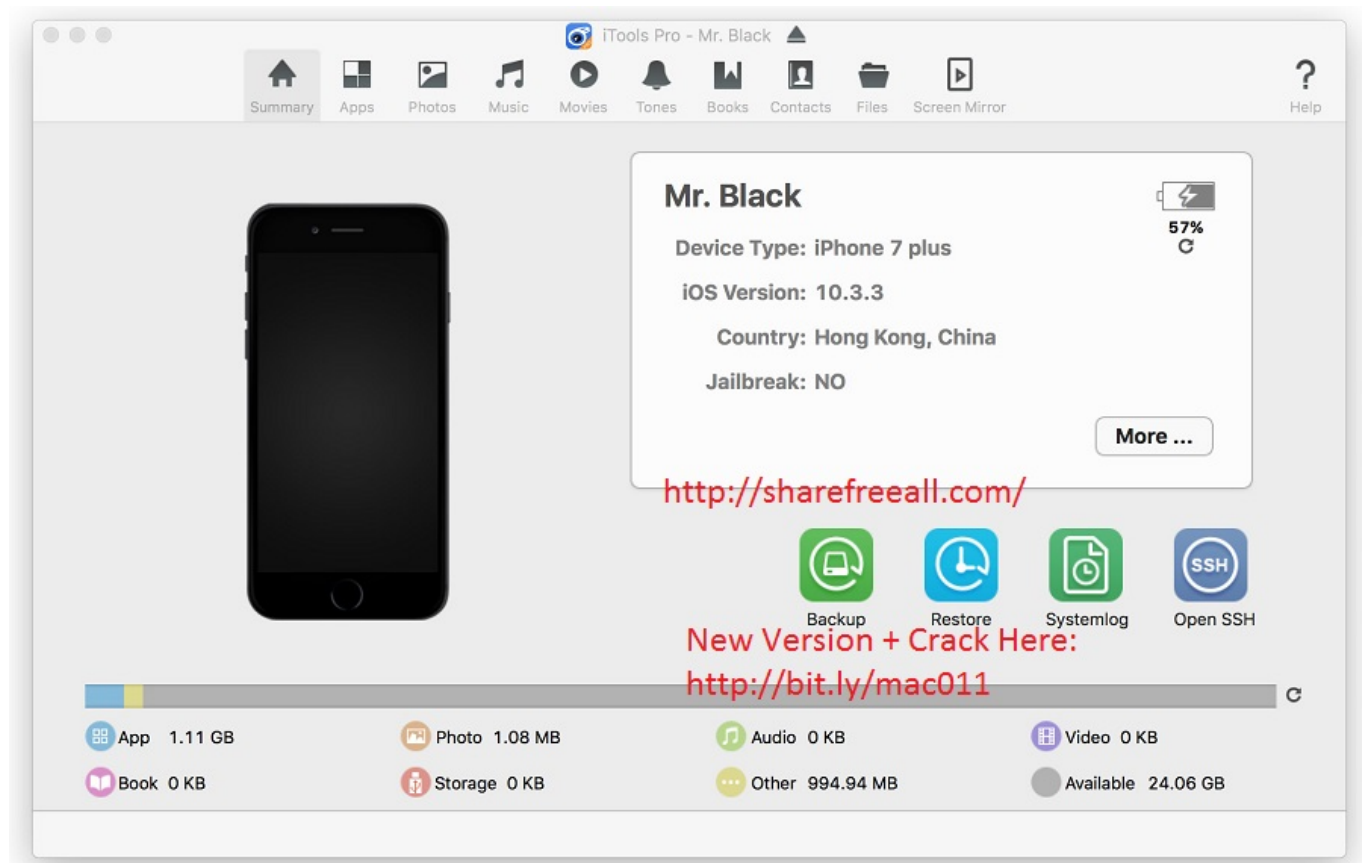 iTools Pro - Mr. Black
Summary Apps Photos Music Movies Tones Books Contacts Files Screen Mirror Help
Mr. Black
57%
Device Type: iPhone 7 plus
iOS Version: 10.3.3
Country: Hong Kong, China
Jailbreak: NO
More ...
http://sharefreeall.com/
SSH
Backup Restore Systemlog Open SSH
New Version + Crack Here:
http://bit.ly/mac011
App 1.11 GB Photo 1.08 MB Audio 0 KB Video 0 KB
Book 0 KB Storage 0 KB Other 994.94 MB Available 24.06 GB